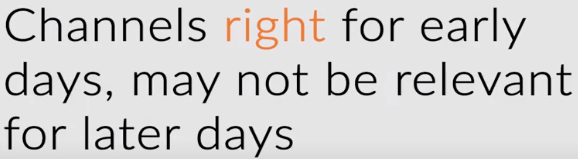 Channels right for early
days, may not be relevant
for later days